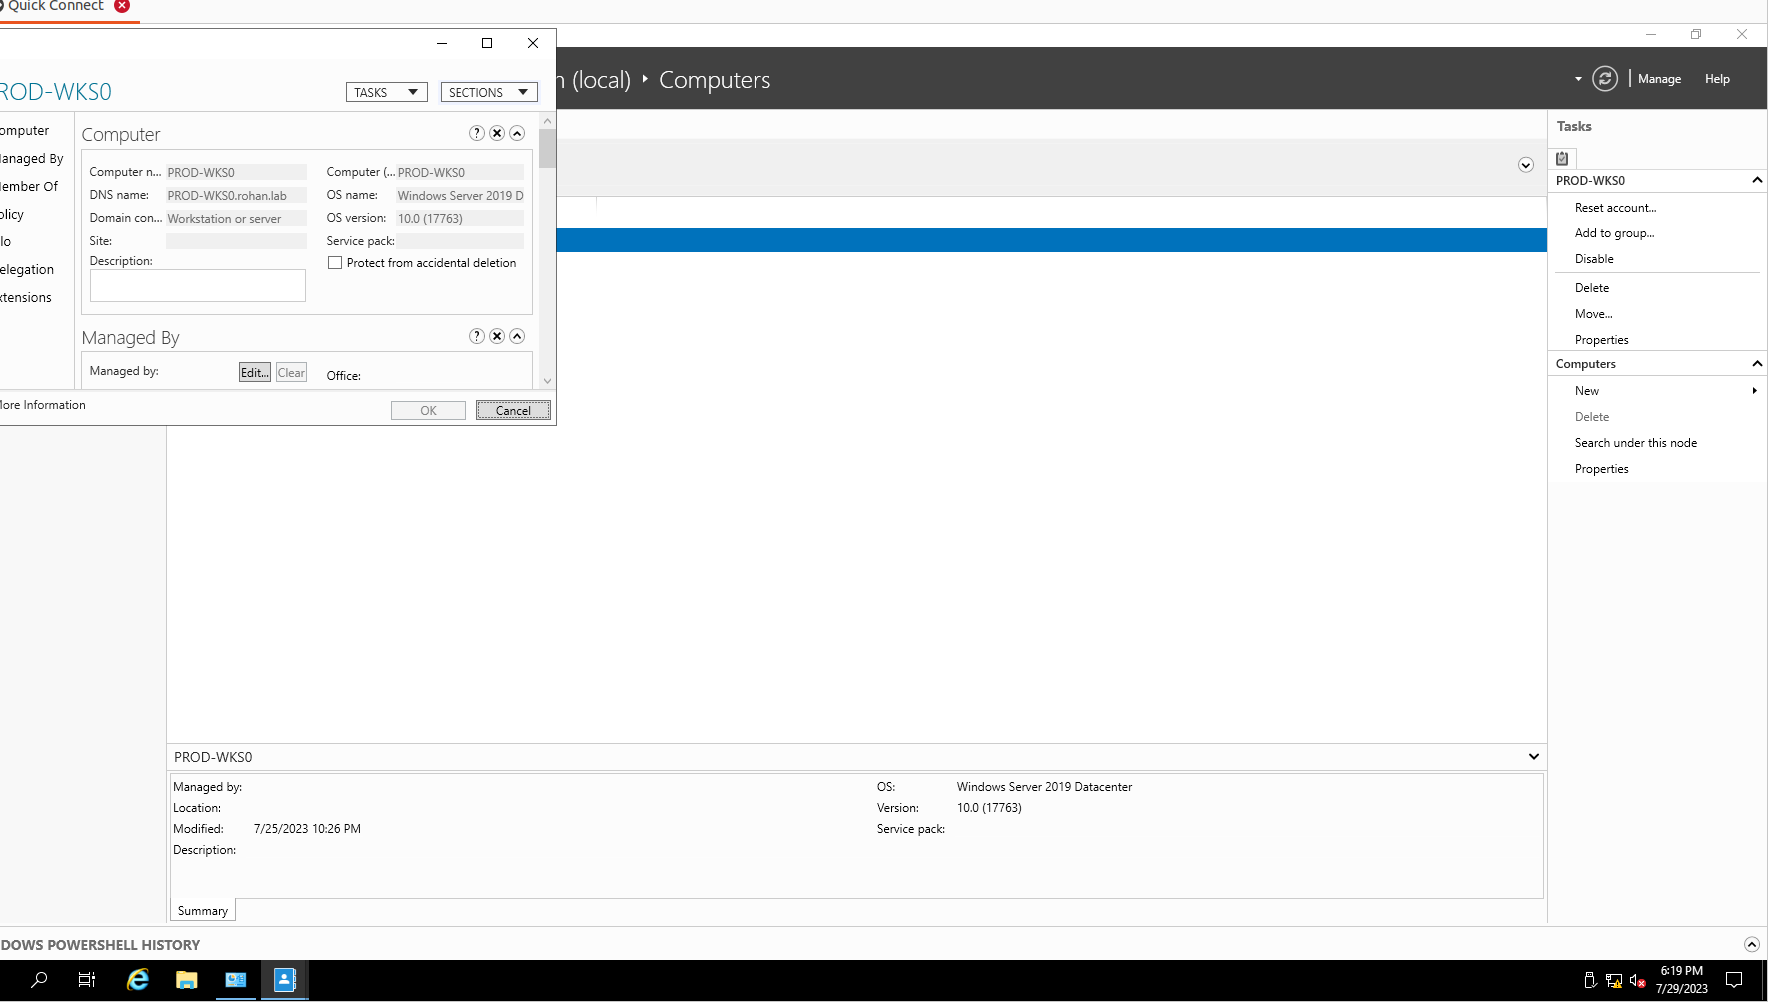 Quick Connect
ROD-WKS0
TASKS
SECTIONS
(local) Computers
Manage
Help
omputer
anaged By
ember Of
olicy
lo
elegation
xtensions
Computer
?
Computer n... PROD-WKS0
Computer (... PROD-WKS0
DNS name: PROD-WKS0.rohan.lab
OS name: Windows Server 2019 D
Domain con... Workstation or server
OS version: 10.0 (17763)
Site:
Service pack:
Description:
Protect from accidental deletion
Managed By
?
Managed by:
Edit...
Clear
Office:
ore Information
OK
Cancel
Tasks
PROD-WKS0
Reset account...
Add to group...
Disable
Delete
Move...
Properties
Computers
New
Delete
Search under this node
Properties
PROD-WKS0
Managed by:
OS: Windows Server 2019 Datacenter
Location:
Version: 10.0 (17763)
Modified: 7/25/2023 10:26 PM
Service pack:
Description:
Summary
DOWS POWERSHELL HISTORY
6:19 PM
7/29/2023